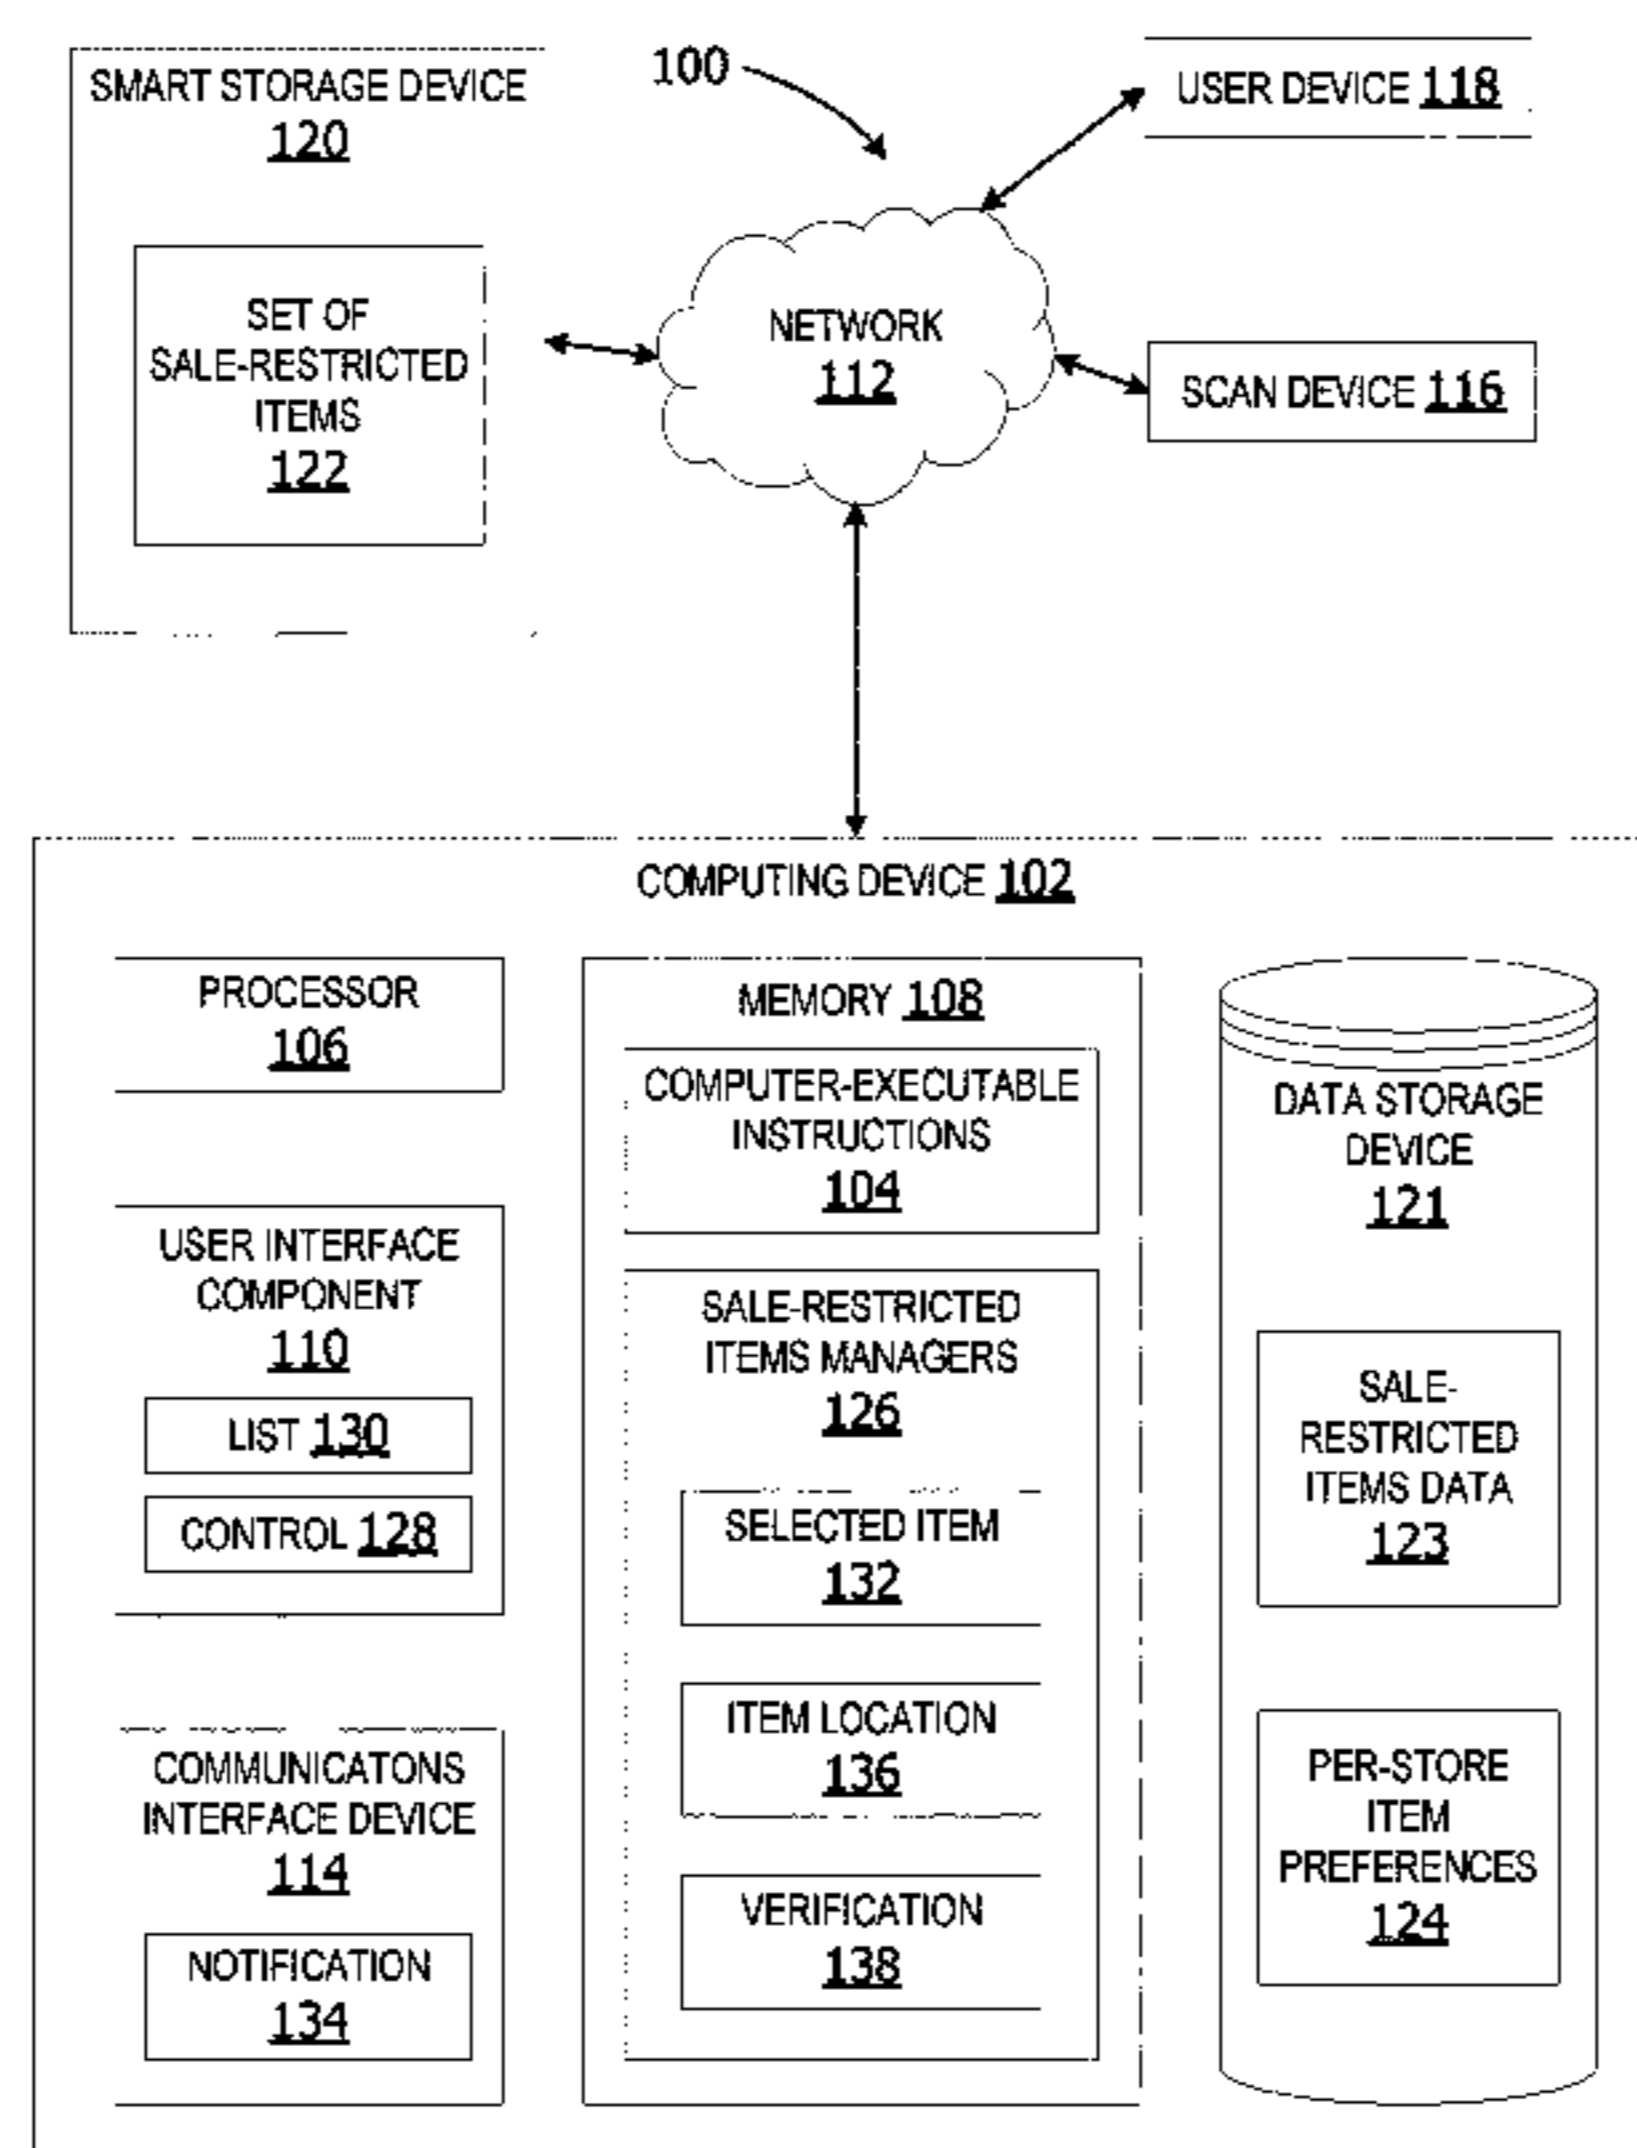 SMART STORAGE DEVICE
120
SET OF
SALE-RESTRICTED
ITEMS
122
100
USER DEVICE 118
NETWORK
112
SCAN DEVICE 116
COMPUTING DEVICE 102
PROCESSOR
106
USER INTERFACE
COMPONENT
110
LIST 130
CONTROL 128
COMMUNICATONS
INTERFACE DEVICE
114
NOTIFICATION
134
MEMORY 108
COMPUTER-EXECUTABLE
INSTRUCTIONS
104
SALE-RESTRICTED
ITEMS MANAGERS
126
SELECTED ITEM
132
ITEM LOCATION
136
VERIFICATION
138
DATA STORAGE
DEVICE
121
SALE-
RESTRICTED
ITEMS DATA
123
PER-STORE
ITEM
PREFERENCES
124